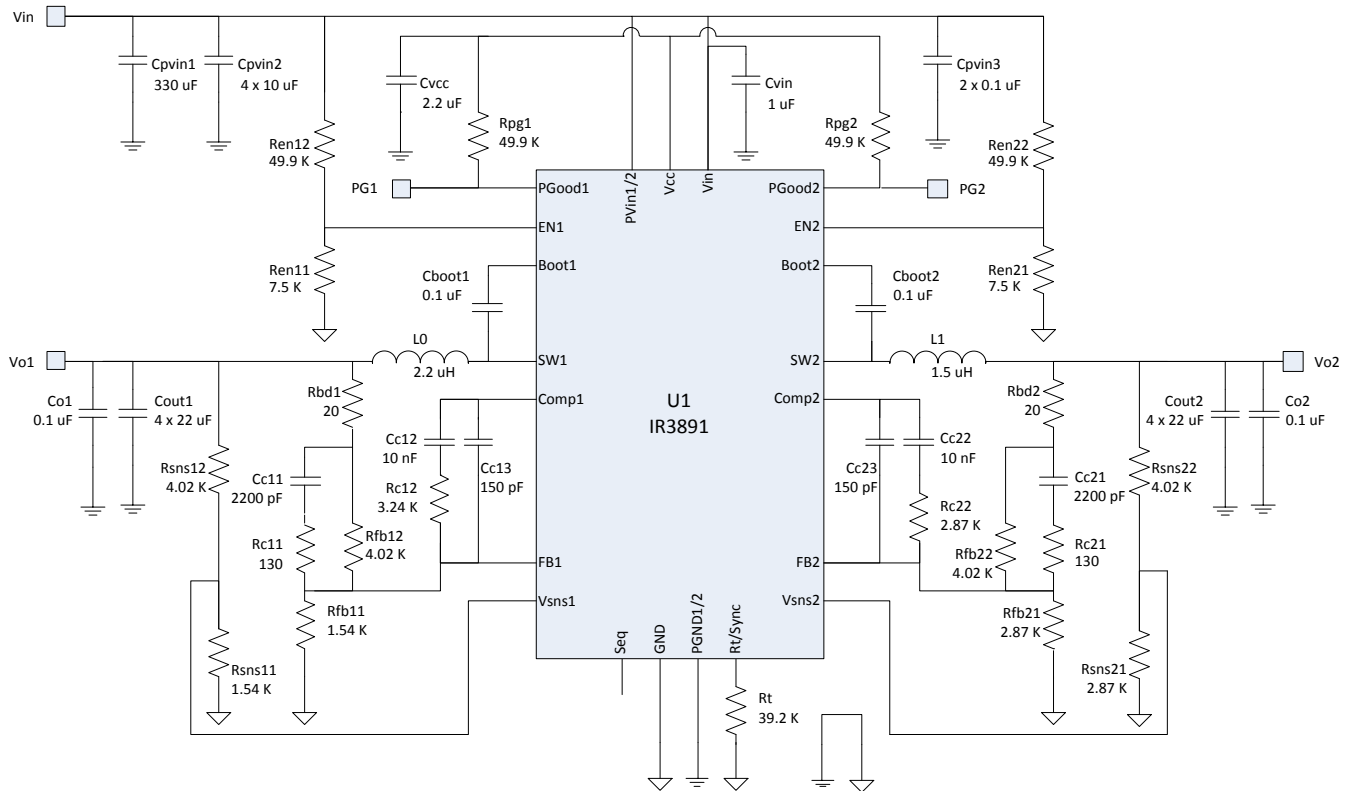 Vin
Cpvin1
330 uF
Cpvin2
4 x 10 uF
Cvcc
2.2 uF
Cvin
1 uF
Cpvin3
2 x 0.1 uF
Ren12
49.9 K
Rpg1
49.9 K
Rpg2
49.9 K
Ren22
49.9 K
PG1
PG2
PGood1
PVin1/2
Vcc
Vin
PGood2
EN1
EN2
Ren11
7.5 K
Boot1
Boot2
Ren21
7.5 K
Cboot1
0.1 uF
Cboot2
0.1 uF
Vo1
L0
2.2 uH
SW1
SW2
L1
1.5 uH
Vo2
Co1
0.1 uF
Cout1
4 x 22 uF
Rbd1
20
Comp1
U1
IR3891
Comp2
Rbd2
20
Cout2
4 x 22 uF
Co2
0.1 uF
Rsns12
4.02 K
Cc11
2200 pF
Cc12
10 nF
Cc13
150 pF
Rc12
3.24 K
Cc23
150 pF
Cc22
10 nF
Rc22
2.87 K
Cc21
2200 pF
Rsns22
4.02 K
Rc11
130
Rfb12
4.02 K
FB1
FB2
Rfb22
4.02 K
Rc21
130
Vsns1
Vsns2
Rfb11
1.54 K
Rfb21
2.87 K
Rsns11
1.54 K
Rsns21
2.87 K
Seq
GND
PGND1/2
Rt/Sync
Rt
39.2 K